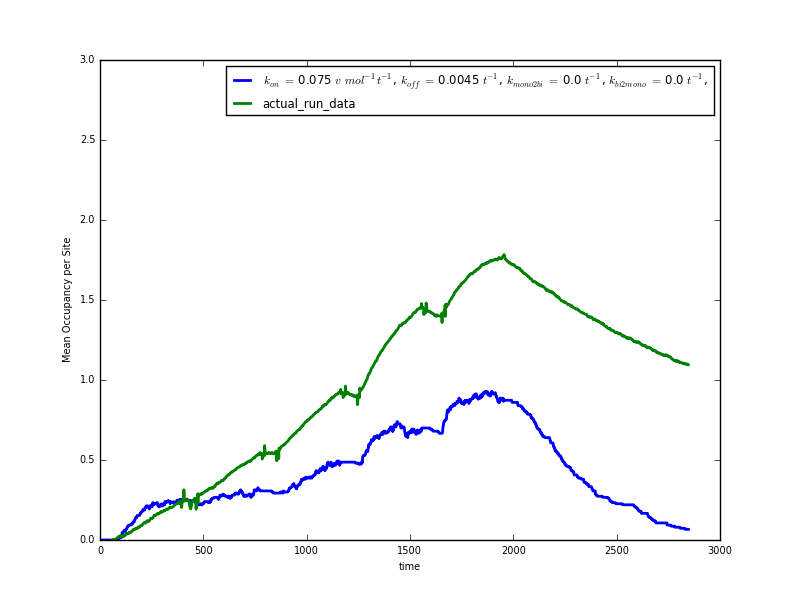 3.0
k_on = 0.075 v mol⁻¹t⁻¹, k_off = 0.0045 t⁻¹, k_mono2bi = 0.0 t⁻¹, k_bi2mono = 0.0 t⁻¹,
actual_run_data
2.5
2.0
Mean Occupancy per Site
1.5
1.0
0.5
0.0
0 500 1000 1500 2000 2500 3000
time